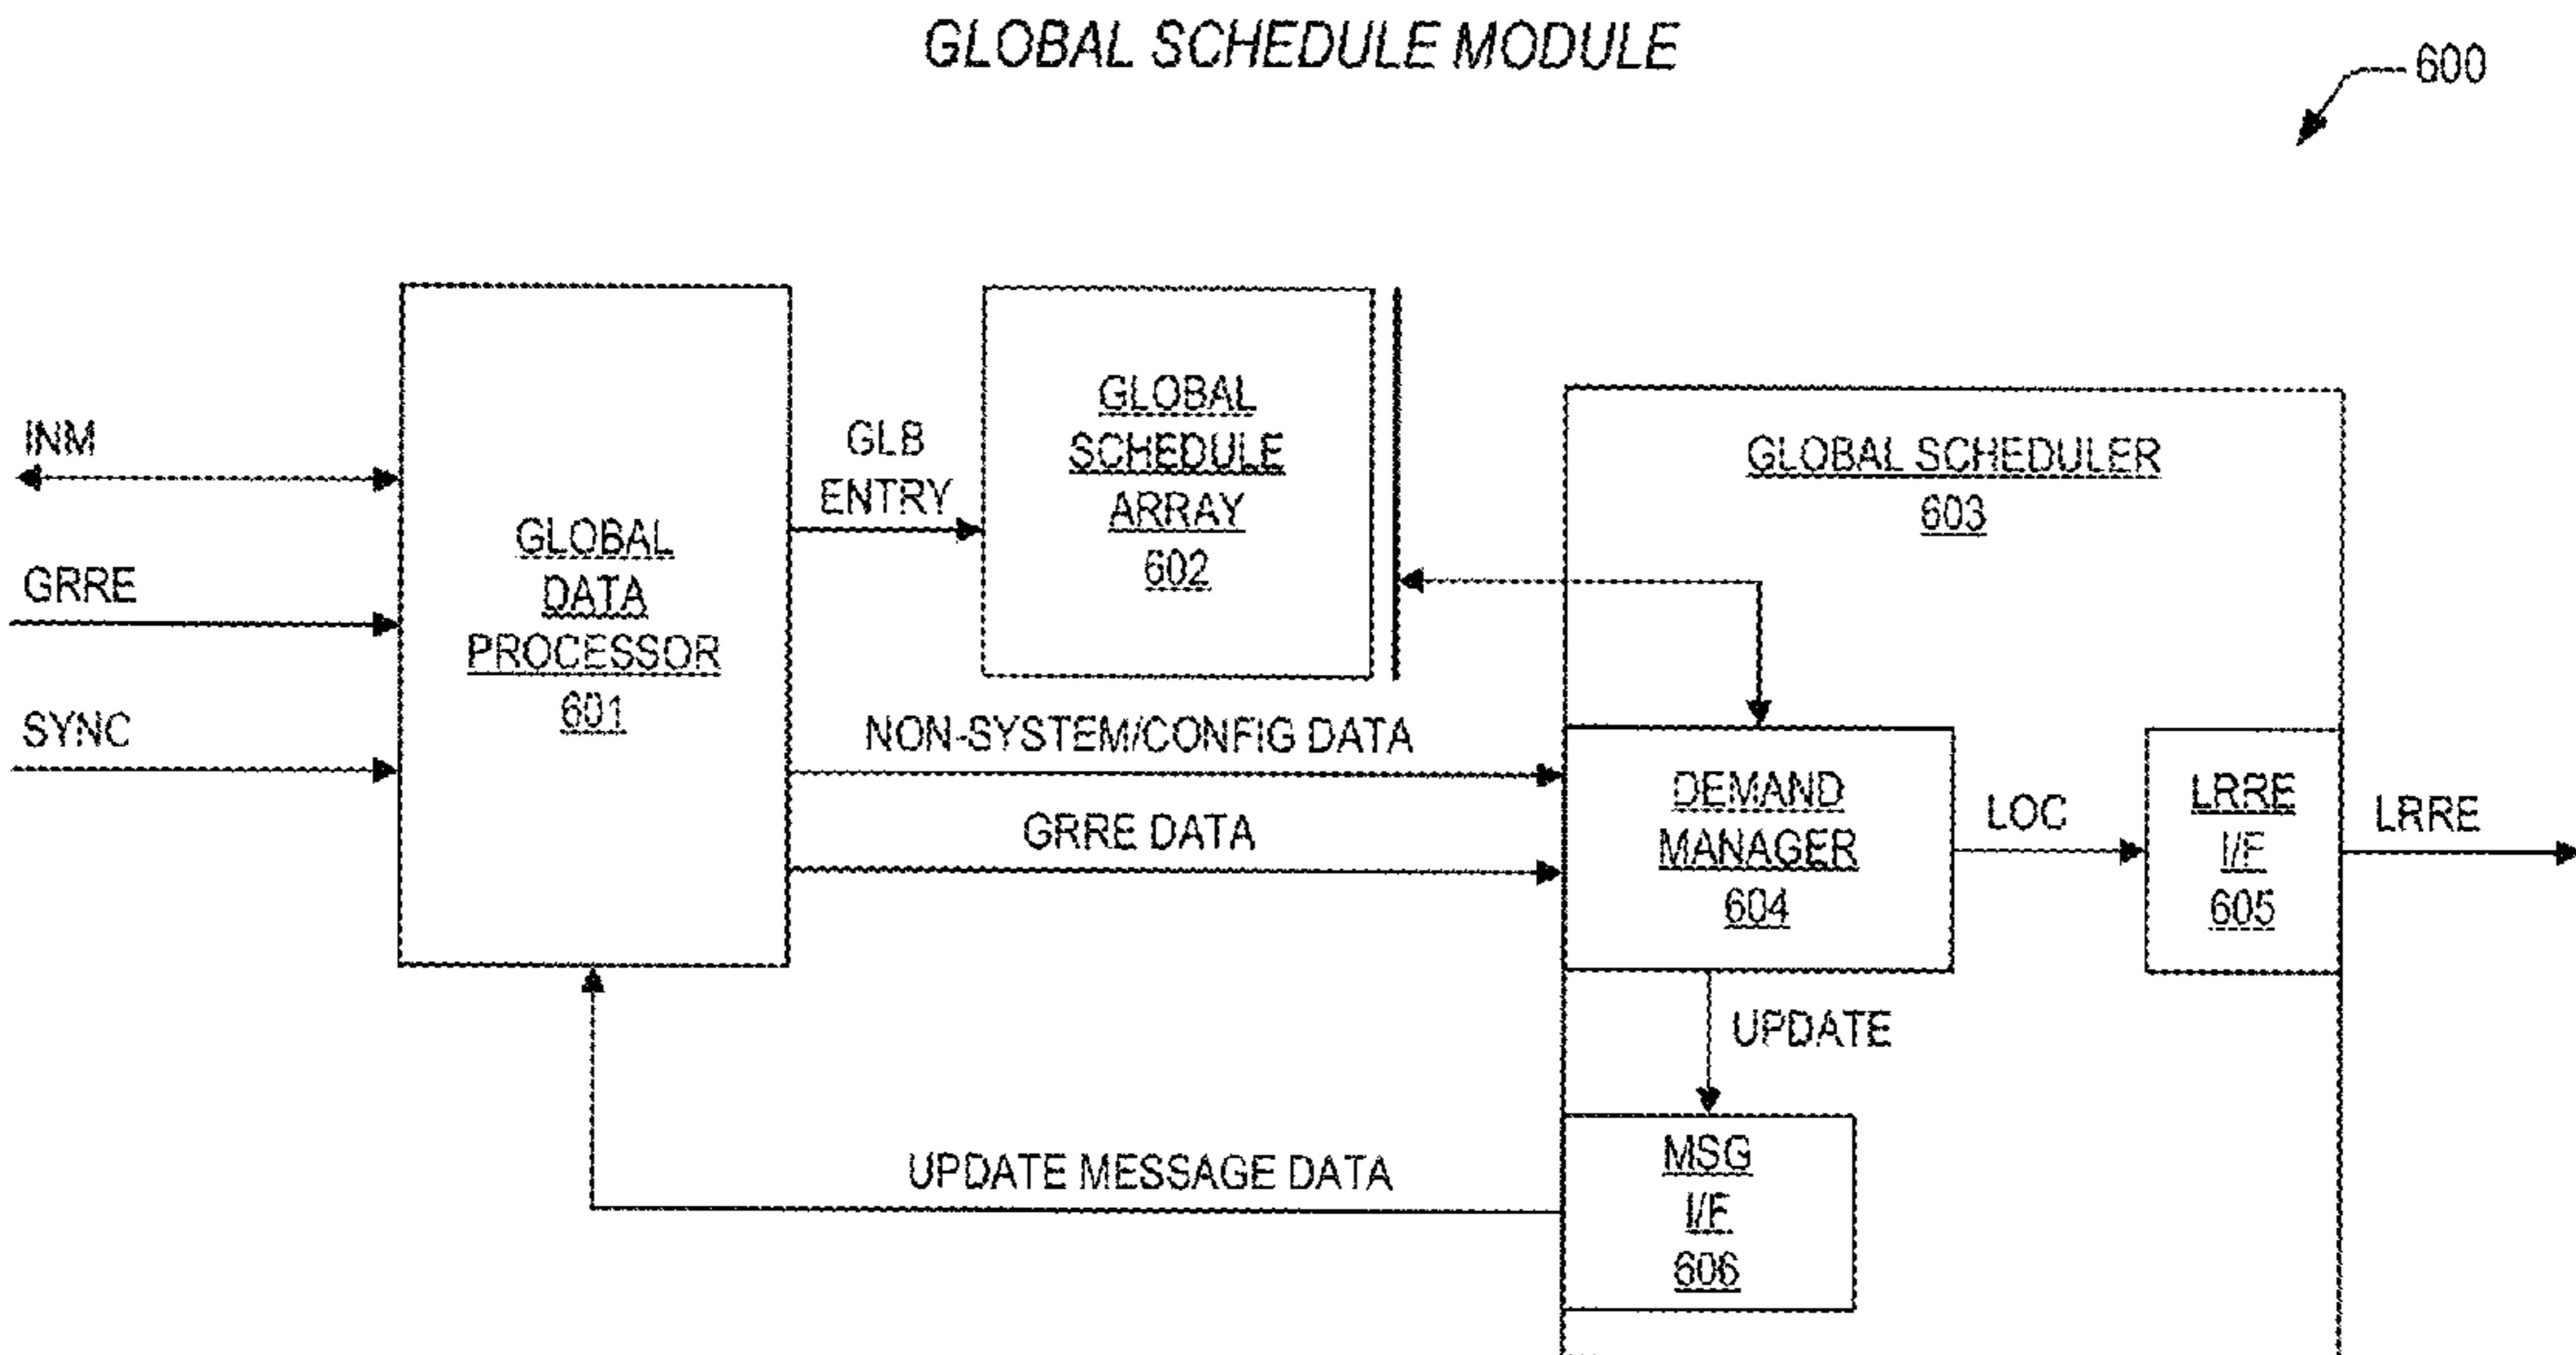 GLOBAL SCHEDULE MODULE
600
INM
GRRE
SYNC
GLOBAL
DATA
PROCESSOR
601
GLB
ENTRY
GLOBAL
SCHEDULE
ARRAY
602
GLOBAL SCHEDULER
603
NON-SYSTEM/CONFIG DATA
GRRE DATA
DEMAND
MANAGER
604
LOC
LRRE
I/F
605
LRRE
UPDATE
UPDATE MESSAGE DATA
MSG
I/F
606